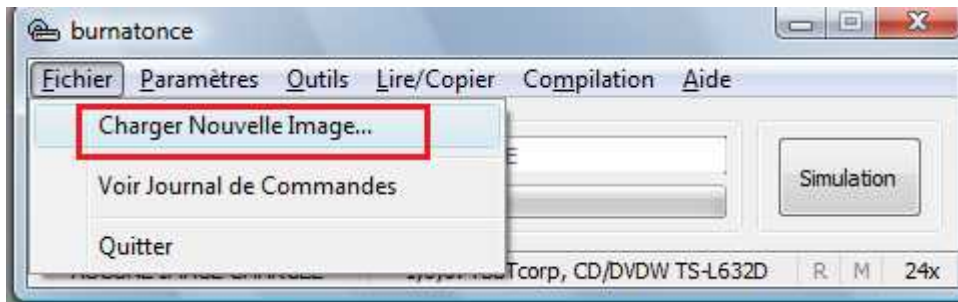 burnatonce
Fichier Paramètres Outils Lire/Copier Compilation Aide
Charger Nouvelle Image...
Voir Journal de Commandes
Quitter
Simulation
Tcorp, CD/DVDW TS-L632D R M 24x